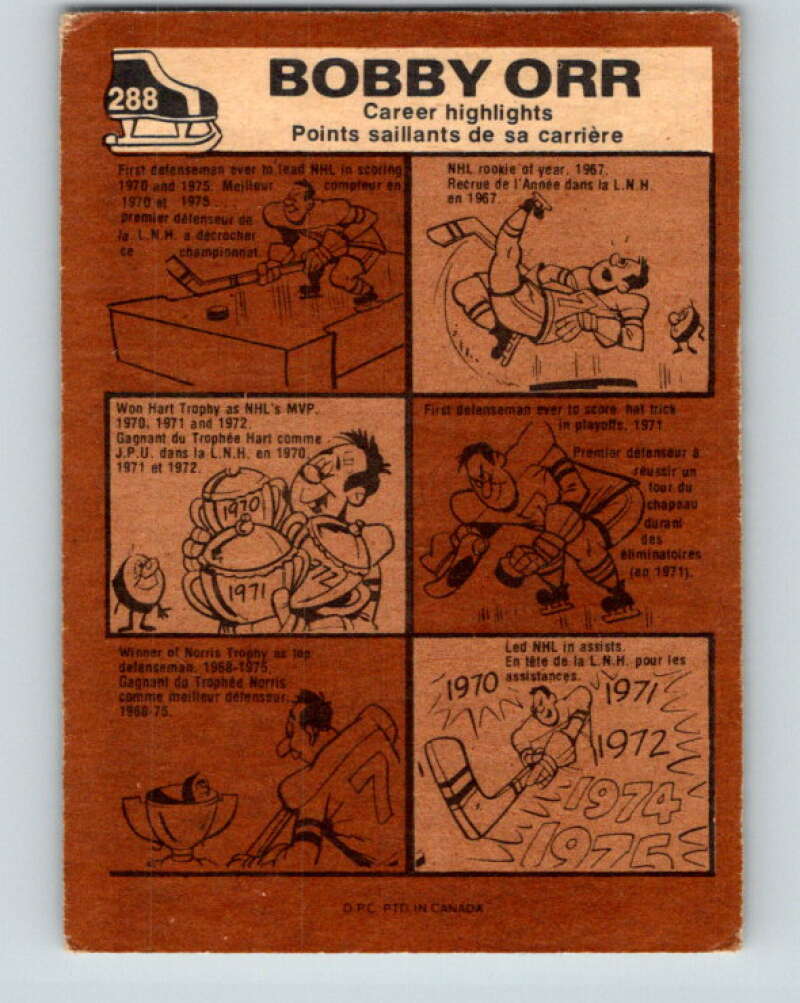 288
BOBBY ORR
Career highlights
Points saillants de sa carrière
First defenseman ever to lead NHL in scoring
1970 and 1975. Meilleur compteur en
1970 et 1975 . . .
premier défenseur de
la L.N.H. a décrocher
ce championnat.
NHL rookie of year, 1967.
Recrue de l'Année dans la L.N.H.
en 1967.
Won Hart Trophy as NHL's MVP.
1970, 1971 and 1972.
Gagnant du Trophée Hart comme
J.P.U. dans la L.N.H. en 1970,
1971 et 1972.
1970
1971
72
First defenseman ever to score hat trick
in playoffs, 1971
Premier défenseur à
réussir un
tour du
chapeau
durant
des
éliminatoires
(en 1971).
Winner of Norris Trophy as top
defenseman. 1968-1975.
Gagnant du Trophée Norris
comme meilleur défenseur,
1968-75.
7
Led NHL in assists.
En tête de la L.N.H. pour les
assistances.
1970
1971
1972
1974
1975
O.P.C. PTD. IN CANADA